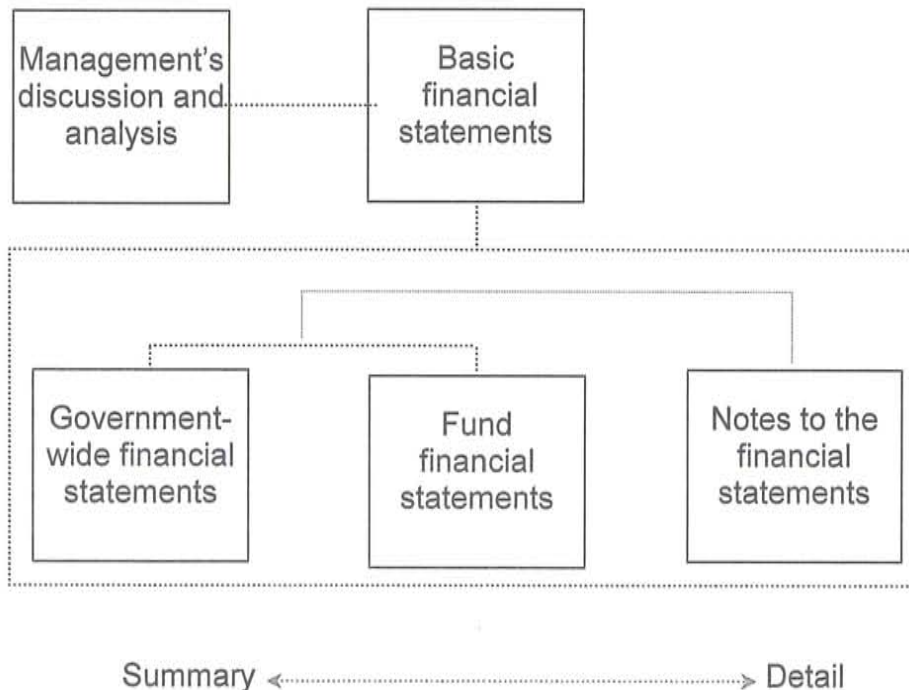 Management's
discussion and
analysis
Basic
financial
statements
Government-
wide financial
statements
Fund
financial
statements
Notes to the
financial
statements
Summary
Detail